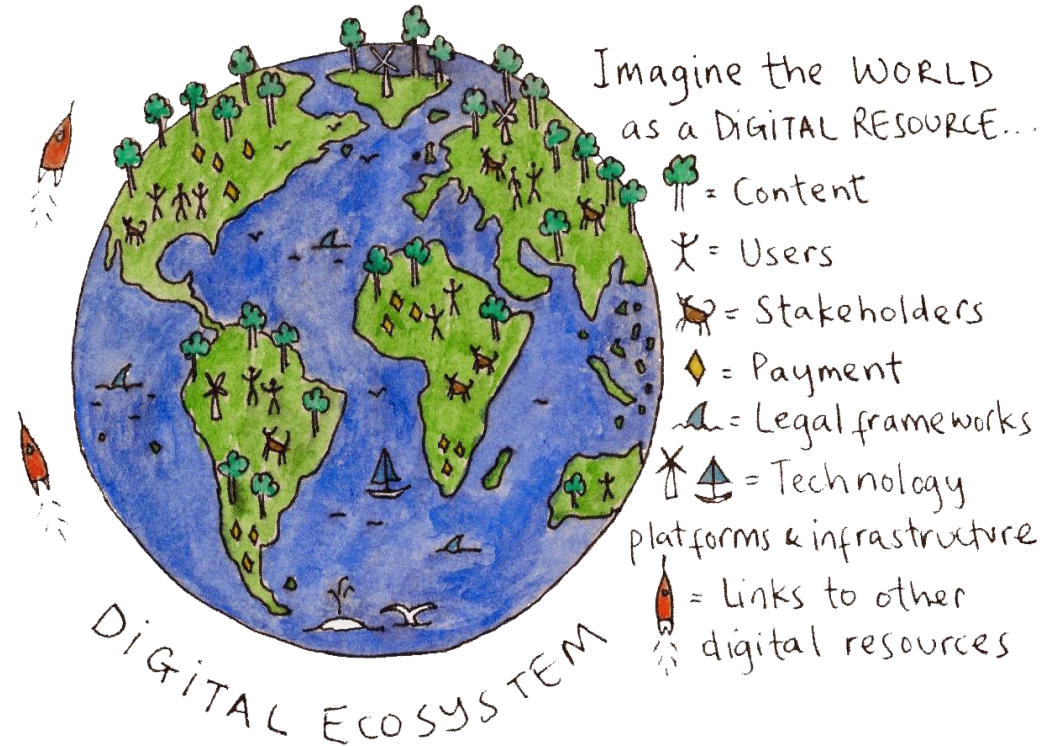 Imagine the WORLD
as a DiGiTAL RESOURCE...
= Content
= Users
= Stakeholders
= Payment
= Legal frameworks
= Technology
platforms & infrastructure
= Links to other
digital resources
DiGiTAL ECOSYSTEM